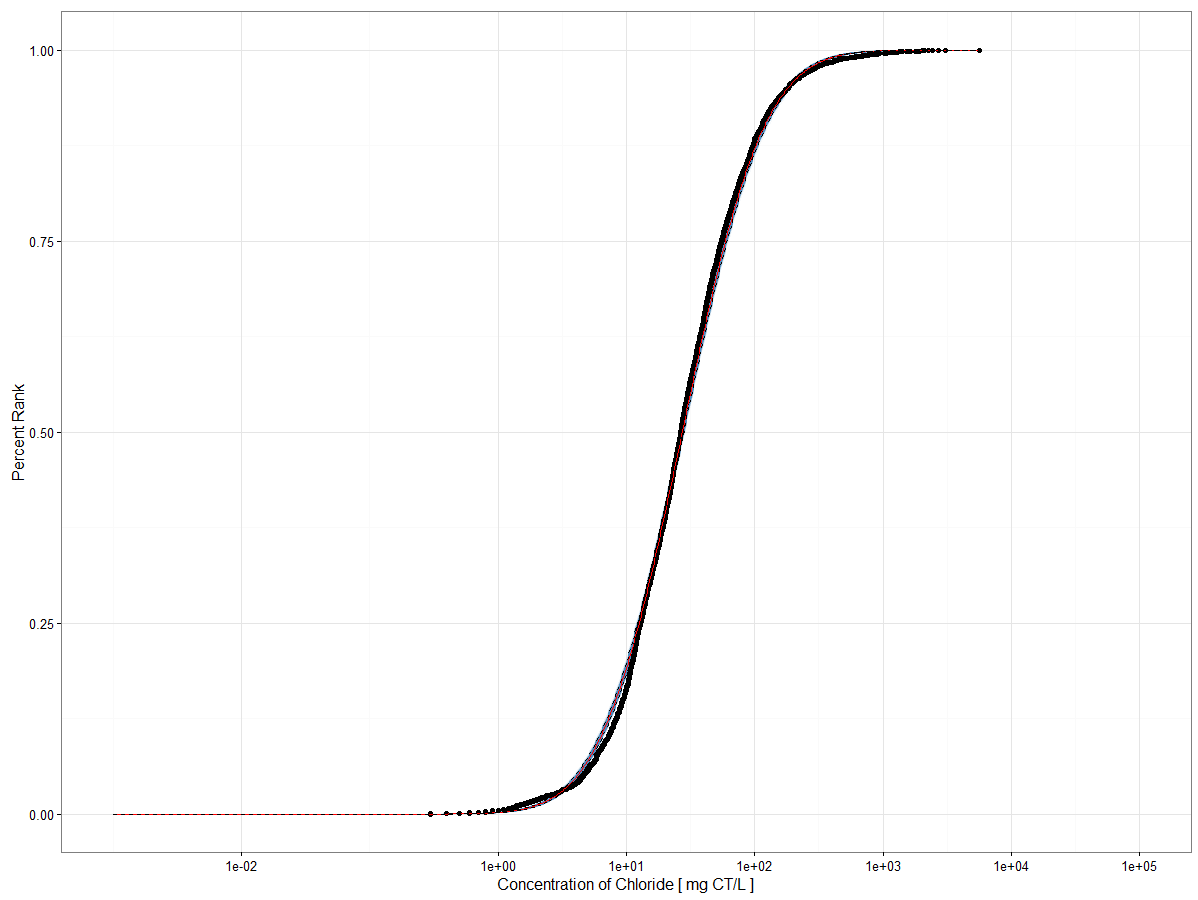 1.00
0.75
0.50
0.25
0.00
Percent Rank
1e-02
1e+00
1e+01
1e+02
1e+03
1e+04
1e+05
Concentration of Chloride [ mg CT/L ]